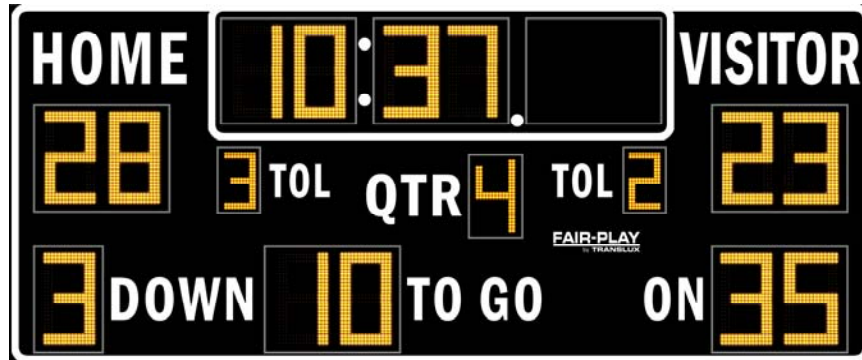 HOME 10:37. VISITOR
28 3 TOL QTR 4 TOL 2 23
FAIR-PLAY
by TRANSLUX
3 DOWN 10 TO GO ON 35